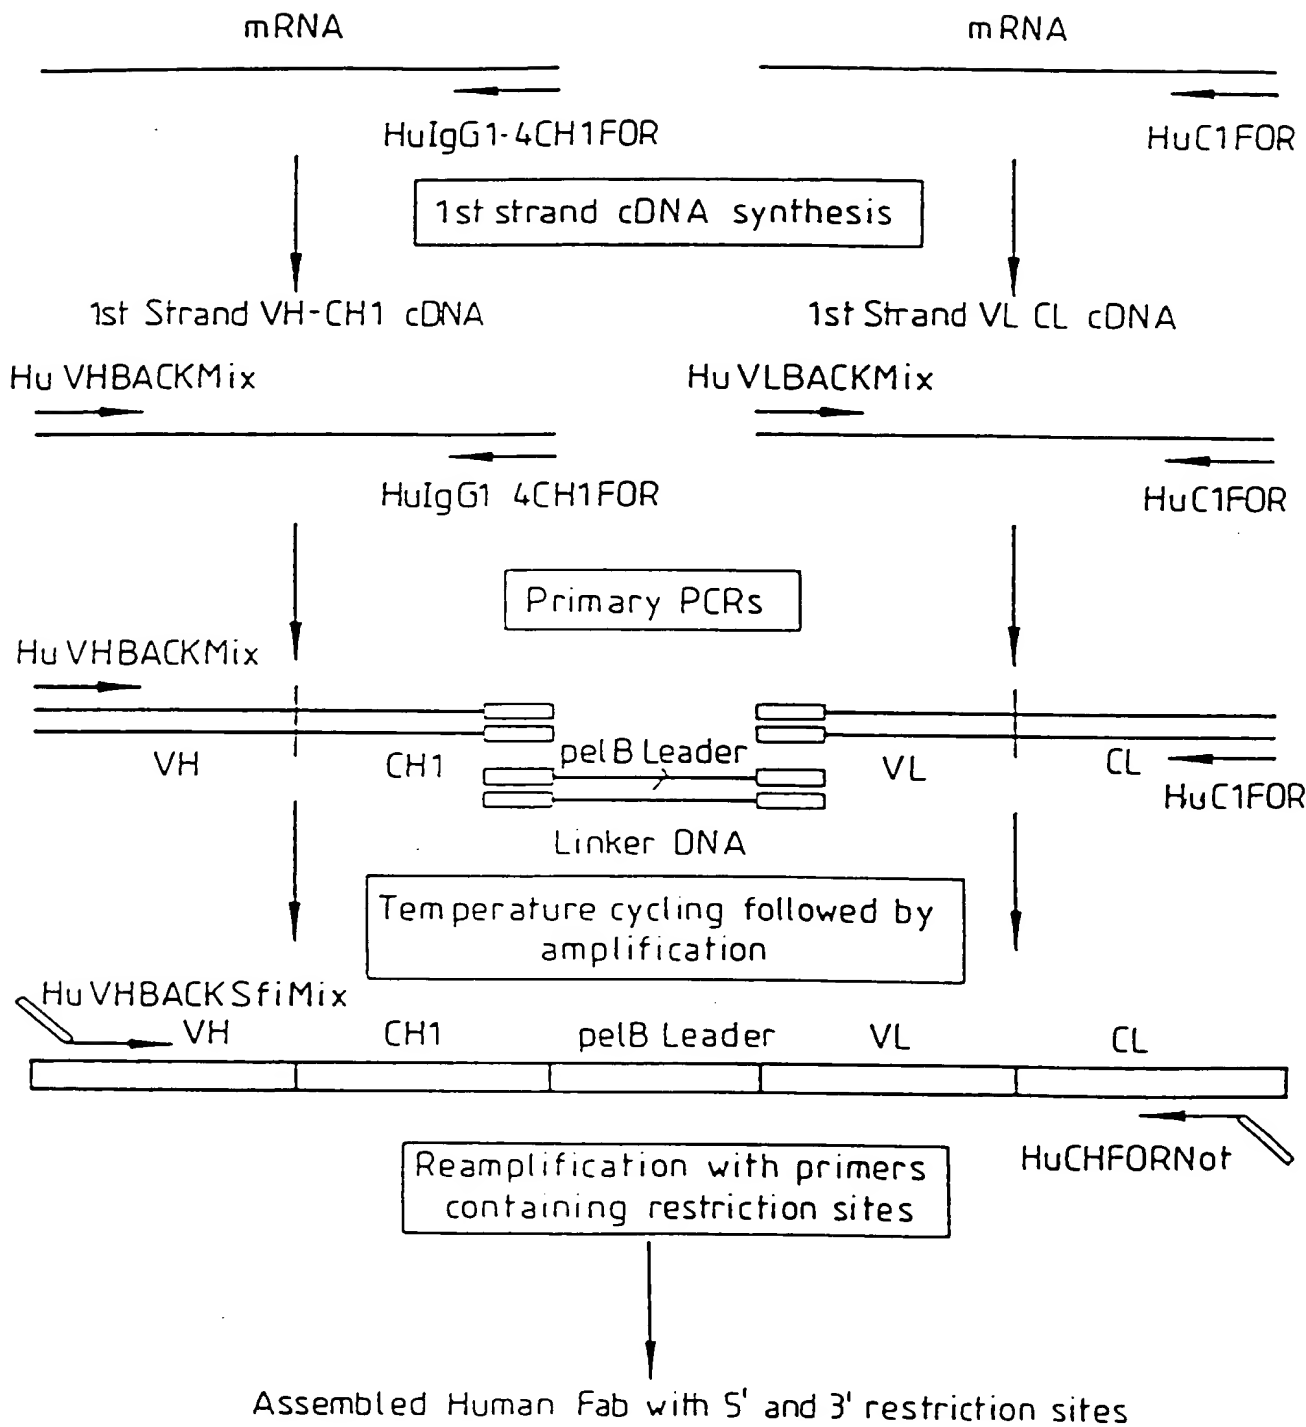 mRNA
mRNA
HuIgG1-4CH1FOR
HuC1FOR
1st strand cDNA synthesis
1st Strand VH-CH1 cDNA
1st Strand VL CL cDNA
Hu VHBACKMix
Hu VLBACKMix
HuIgG1 4CH1FOR
HuC1FOR
Primary PCRs
Hu VHBACKMix
VH
CH1
pelB Leader
VL
CL
HuC1FOR
Linker DNA
Temperature cycling followed by
amplification
Hu VHBACKSfiMix
VH
CH1
pelB Leader
VL
CL
HuCHFORNot
Reamplification with primers
containing restriction sites
Assembled Human Fab with 5' and 3' restriction sites